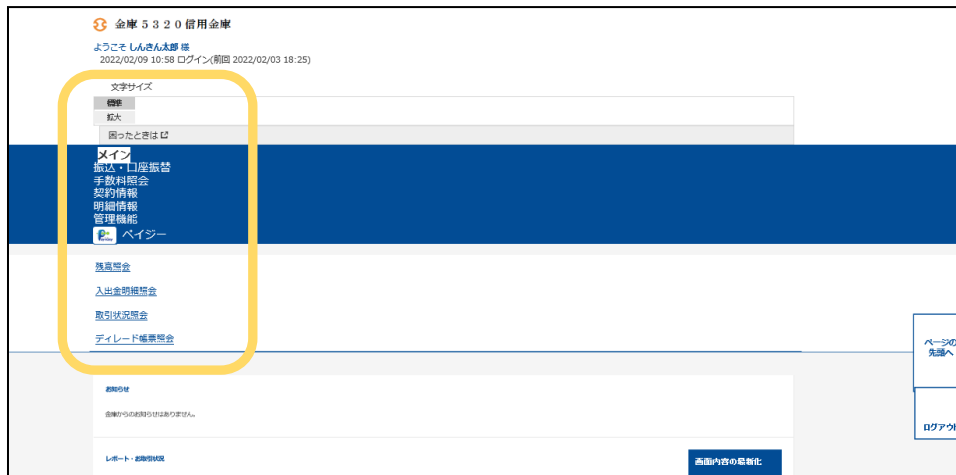 金庫５３２０信用金庫
ようこそ しんきん太郎 様
2022/02/09 10:58 ログイン(前回 2022/02/03 18:25)
文字サイズ
標準
拡大
困ったときは
メイン
振込・口座振替
手数料照会
契約情報
明細情報
管理機能
ペイジー
残高照会
入出金明細照会
取引状況照会
ディレード帳票照会
ページの
先頭へ
お知らせ
金庫からのお知らせはありません。
ログアウト
レポート・お取引状況
画面内容の最新化